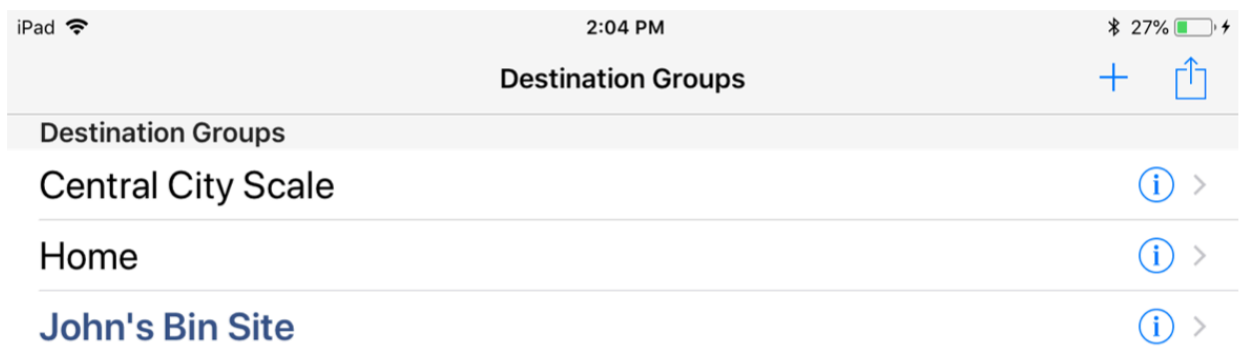 iPad 2:04 PM 27%
Destination Groups
Destination Groups
Central City Scale
Home
John's Bin Site